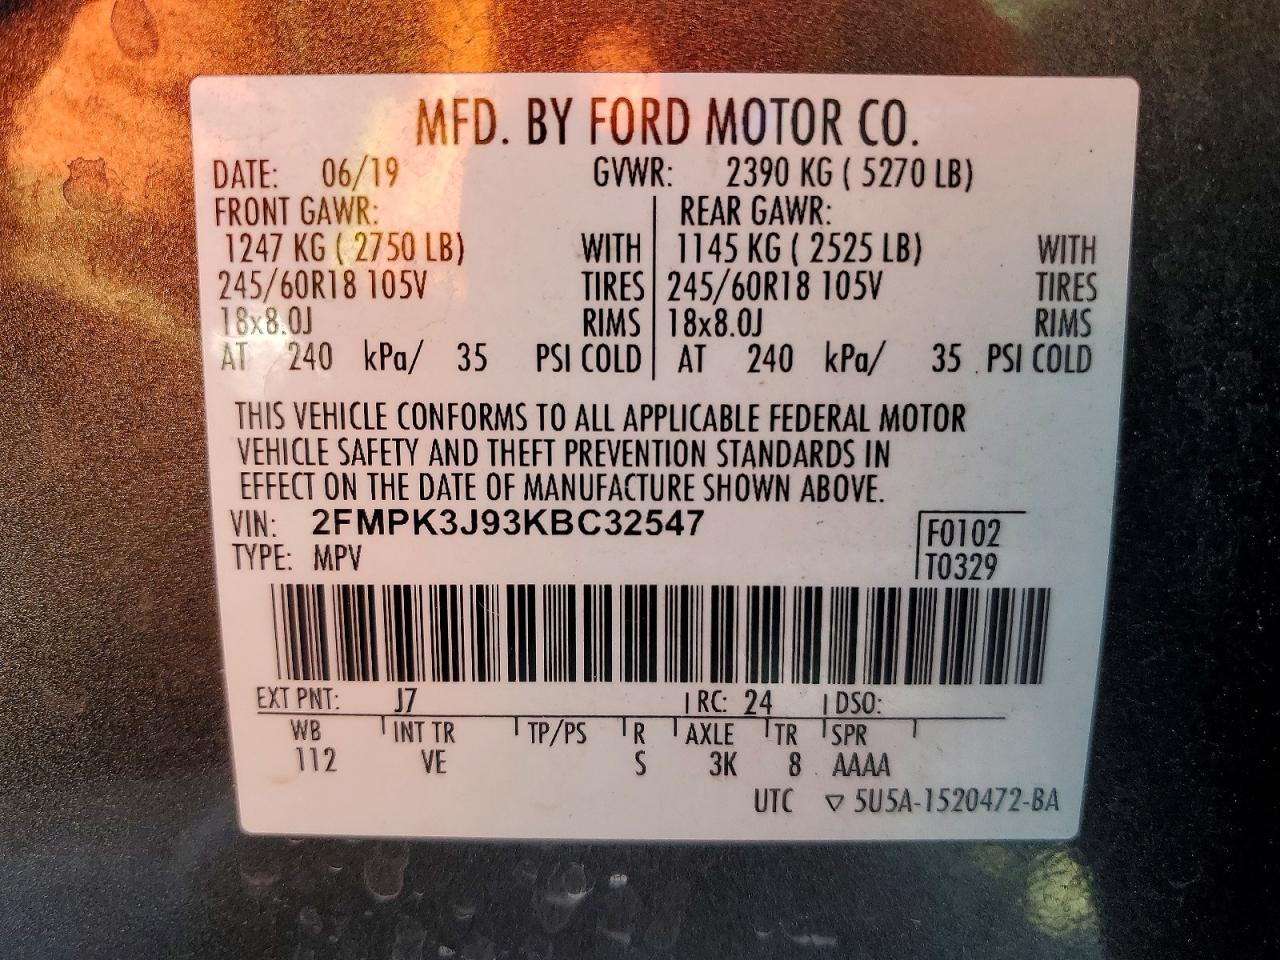 MFD. BY FORD MOTOR CO.
DATE: 06/19 GVWR: 2390 KG ( 5270 LB)
FRONT GAWR: REAR GAWR:
1247 KG ( 2750 LB) WITH 1145 KG ( 2525 LB) WITH
245/60R18 105V TIRES 245/60R18 105V TIRES
18x8.0J RIMS 18x8.0J RIMS
AT 240 kPa/ 35 PSI COLD AT 240 kPa/ 35 PSI COLD
THIS VEHICLE CONFORMS TO ALL APPLICABLE FEDERAL MOTOR
VEHICLE SAFETY AND THEFT PREVENTION STANDARDS IN
EFFECT ON THE DATE OF MANUFACTURE SHOWN ABOVE.
VIN: 2FMPK3J93KBC32547 F0102
TYPE: MPV T0329
EXT PNT: J7 RC: 24 DSO:
WB INT TR TP/PS R AXLE TR SPR
112 VE S 3K 8 AAAA
UTC ▽ 5U5A-1520472-BA